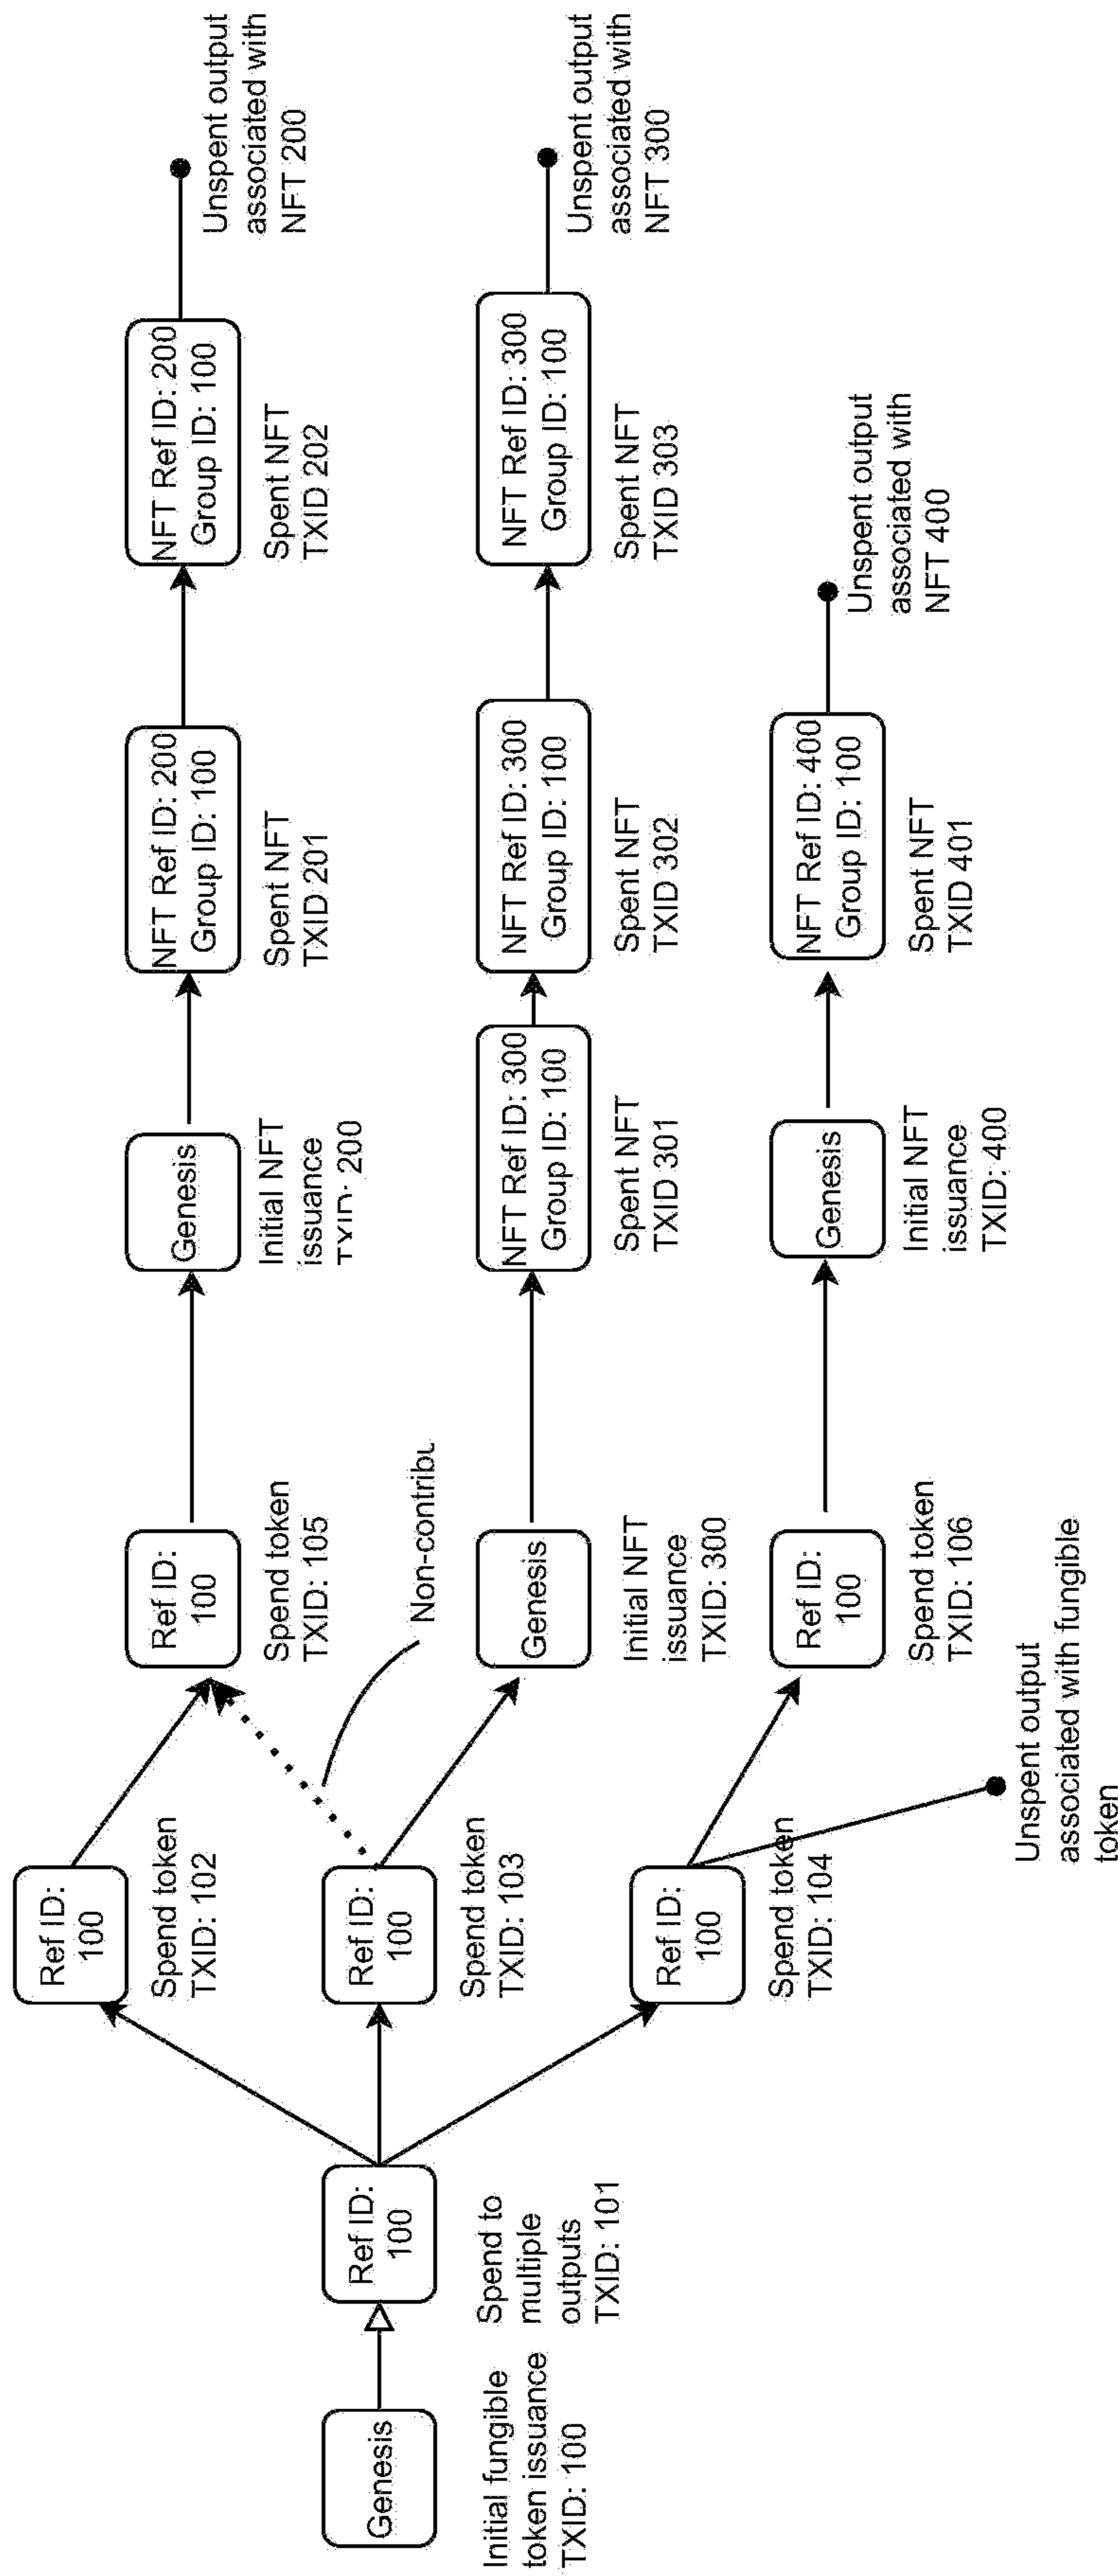 Genesis
Initial fungible
token issuance
TXID: 100
Ref ID:
100
Spend to
multiple
outputs
TXID: 101
Ref ID:
100
Spend token
TXID: 102
Ref ID:
100
Spend token
TXID: 103
Ref ID:
100
Spend token
TXID: 104
Unspent output
associated with fungible
token
Non-contribu
Ref ID:
100
Spend token
TXID: 105
Genesis
Initial NFT
issuance
TXID: 200
NFT Ref ID: 200
Group ID: 100
Spent NFT
TXID 201
NFT Ref ID: 200
Group ID: 100
Spent NFT
TXID 202
Unspent output
associated with
NFT 200
Genesis
Initial NFT
issuance
TXID: 300
NFT Ref ID: 300
Group ID: 100
Spent NFT
TXID 301
NFT Ref ID: 300
Group ID: 100
Spent NFT
TXID 302
NFT Ref ID: 300
Group ID: 100
Spent NFT
TXID 303
Unspent output
associated with
NFT 300
Ref ID:
100
Spend token
TXID: 106
Genesis
Initial NFT
issuance
TXID: 400
NFT Ref ID: 400
Group ID: 100
Spent NFT
TXID 401
Unspent output
associated with
NFT 400